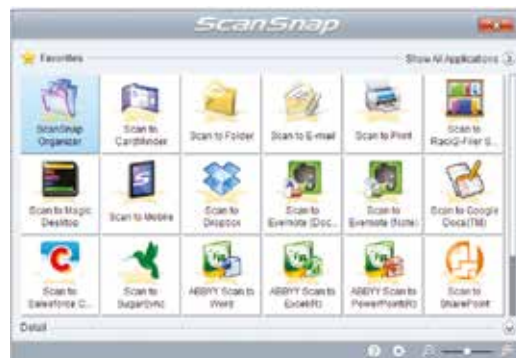 ScanSnap
Favorites
Show All Applications
ScanSnap
Organizer
Scan to
CardMinder
Scan to Folder
Scan to E-mail
Scan to Print
Scan to
Rack2-Filer S...
Scan to Magic
Desktop
Scan to Mobile
Scan to
Dropbox
Scan to
Evernote (Doc...
Scan to
Evernote (Note)
Scan to Google
Docs(TM)
Scan to
Salesforce C...
Scan to
SugarSync
ABBYY Scan to
Word
ABBYY Scan to
Excel(R)
ABBYY Scan to
PowerPoint(R)
Scan to
SharePoint
Detail